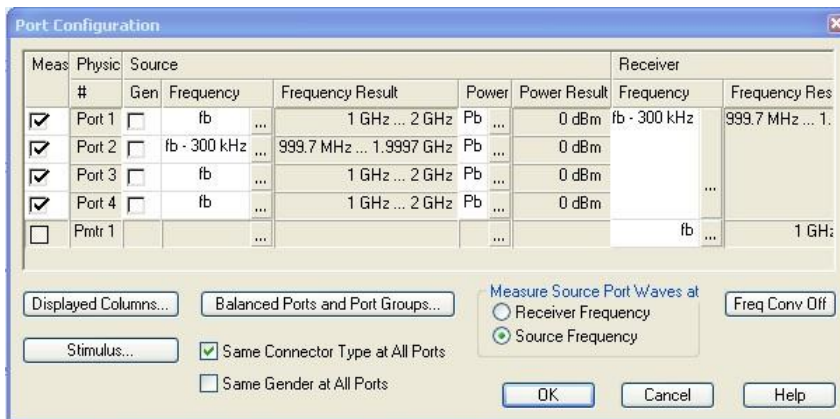 Port Configuration
Meas Physic Source Receiver
# Gen Frequency Frequency Result Power Power Result Frequency Frequency Res
Port 1 fb ... 1 GHz ... 2 GHz Pb ... 0 dBm fb - 300 kHz 999.7 MHz ... 1.
Port 2 fb - 300 kHz ... 999.7 MHz ... 1.9997 GHz Pb ... 0 dBm
Port 3 fb ... 1 GHz ... 2 GHz Pb ... 0 dBm ...
Port 4 fb ... 1 GHz ... 2 GHz Pb ... 0 dBm
Pmtr 1 ... ... fb ... 1 GHz
Displayed Columns... Balanced Ports and Port Groups... Measure Source Port Waves at Freq Conv Off
Receiver Frequency
Stimulus... Same Connector Type at All Ports Source Frequency
Same Gender at All Ports
OK Cancel Help